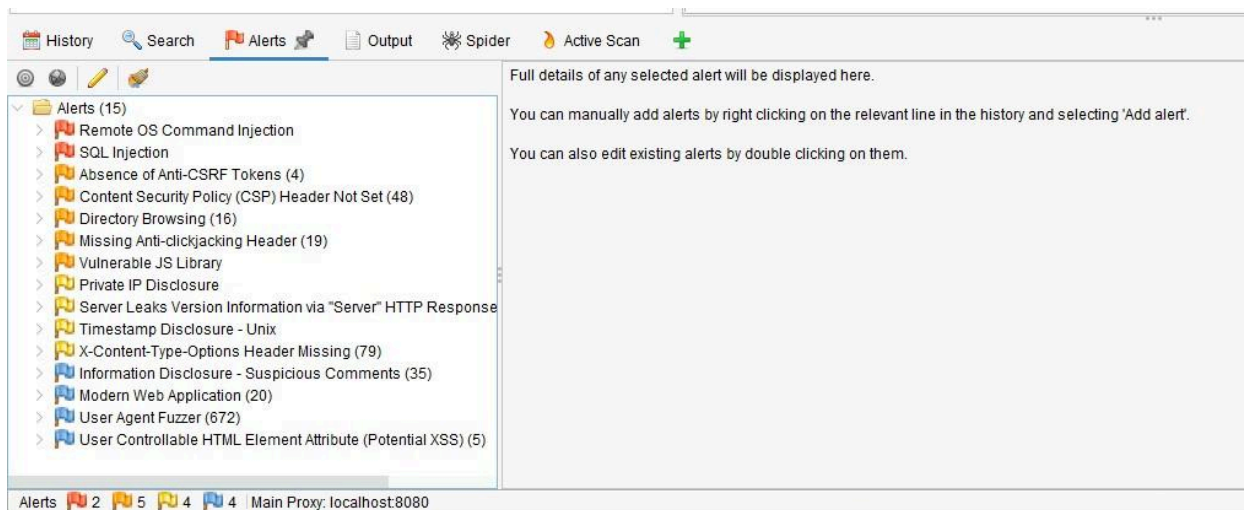 History Search Alerts Output Spider Active Scan
Alerts (15)
Remote OS Command Injection
SQL Injection
Absence of Anti-CSRF Tokens (4)
Content Security Policy (CSP) Header Not Set (48)
Directory Browsing (16)
Missing Anti-clickjacking Header (19)
Vulnerable JS Library
Private IP Disclosure
Server Leaks Version Information via "Server" HTTP Response
Timestamp Disclosure - Unix
X-Content-Type-Options Header Missing (79)
Information Disclosure - Suspicious Comments (35)
Modern Web Application (20)
User Agent Fuzzer (672)
User Controllable HTML Element Attribute (Potential XSS) (5)
Full details of any selected alert will be displayed here.
You can manually add alerts by right clicking on the relevant line in the history and selecting 'Add alert'.
You can also edit existing alerts by double clicking on them.
Alerts 2 5 4 4 Main Proxy: localhost:8080